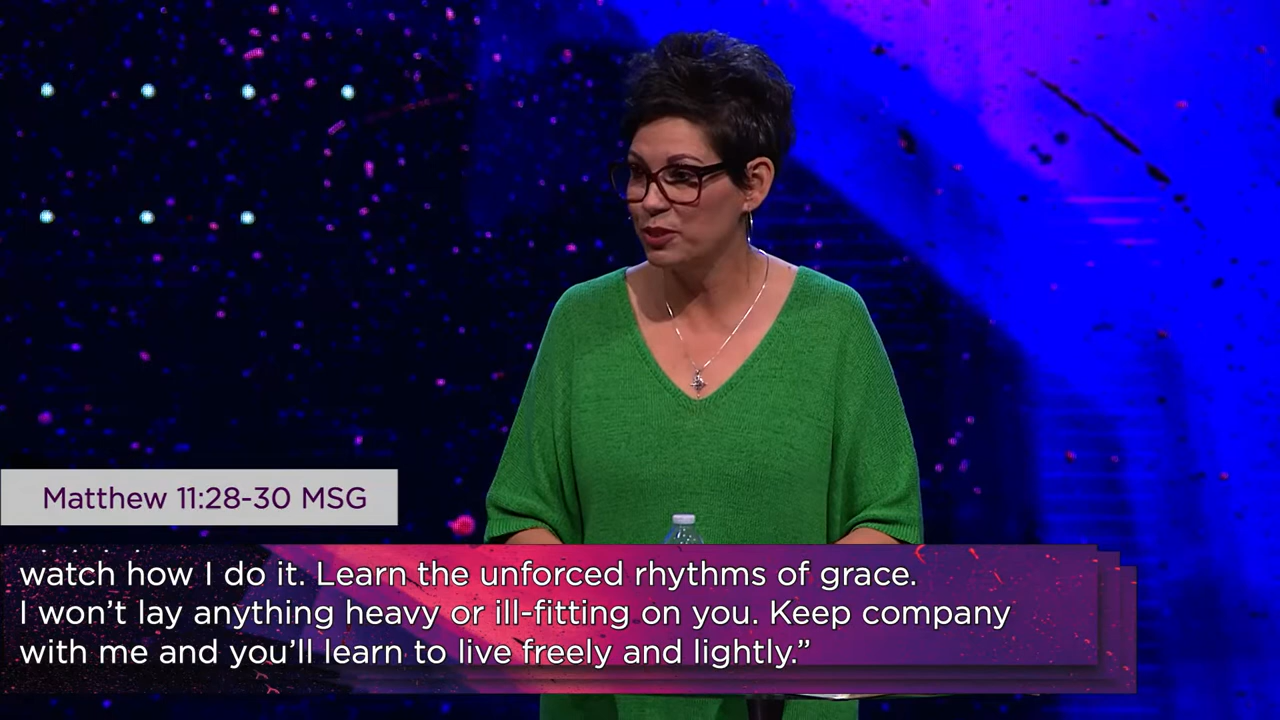 Matthew 11:28-30 MSG
watch how I do it. Learn the unforced rhythms of grace.
I won’t lay anything heavy or ill-fitting on you. Keep company
with me and you’ll learn to live freely and lightly.”